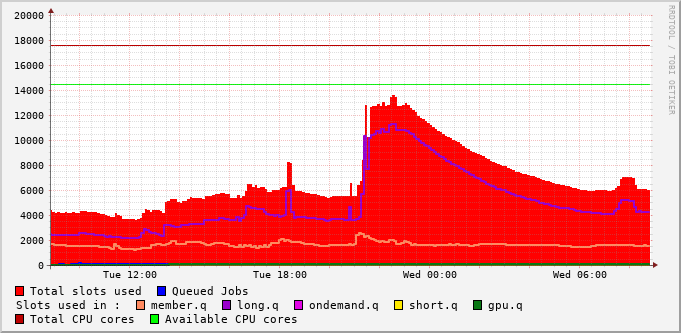 RRDTOOL / TOBI OETIKER
20000
18000
16000
14000
12000
10000
8000
6000
4000
2000
0
Tue 12:00 Tue 18:00 Wed 00:00 Wed 06:00
Total slots used Queued Jobs
Slots used in : member.q long.q ondemand.q short.q gpu.q
Total CPU cores Available CPU cores